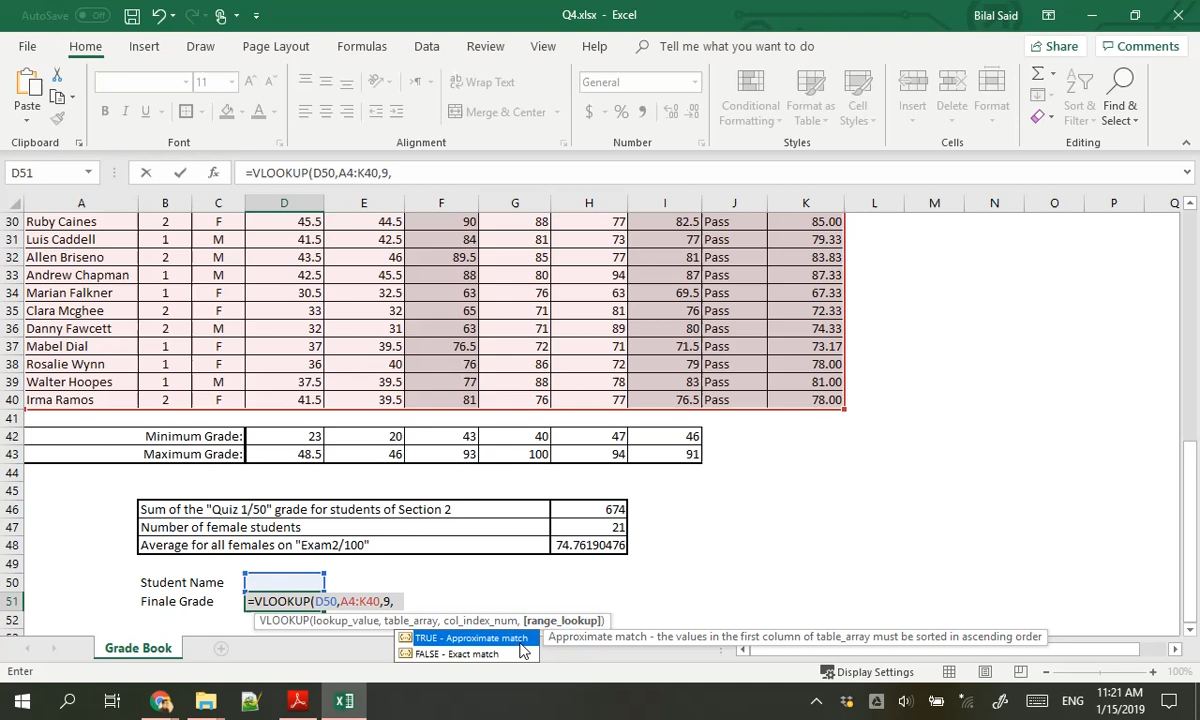 AutoSave Off
Q4.xlsx - Excel
Bilal Said
File Home Insert Draw Page Layout Formulas Data Review View Help Tell me what you want to do Share Comments
Paste
Clipboard
11
B I U
Font
Wrap Text
Merge & Center
Alignment
General
$ %
Number
Conditional Formatting
Format as Table
Cell Styles
Styles
Insert Delete Format
Cells
Sort & Filter
Find & Select
Editing
D51 fx =VLOOKUP(D50,A4:K40,9,
A B C D E F G H I J K L M N O P Q
30 Ruby Caines 2 F 45.5 44.5 90 88 77 82.5 Pass 85.00
31 Luis Caddell 1 M 41.5 42.5 84 81 73 77 Pass 79.33
32 Allen Briseno 2 M 43.5 46 89.5 85 77 81 Pass 83.83
33 Andrew Chapman 1 M 42.5 45.5 88 80 94 87 Pass 87.33
34 Marian Falkner 1 F 30.5 32.5 63 76 63 69.5 Pass 67.33
35 Clara Mcghee 2 F 33 32 65 71 81 76 Pass 72.33
36 Danny Fawcett 2 M 32 31 63 71 89 80 Pass 74.33
37 Mabel Dial 1 F 37 39.5 76.5 72 71 71.5 Pass 73.17
38 Rosalie Wynn 1 F 36 40 76 86 72 79 Pass 78.00
39 Walter Hoopes 1 M 37.5 39.5 77 88 78 83 Pass 81.00
40 Irma Ramos 2 F 41.5 39.5 81 76 77 76.5 Pass 78.00
41
42 Minimum Grade: 23 20 43 40 47 46
43 Maximum Grade: 48.5 46 93 100 94 91
44
45
46 Sum of the "Quiz 1/50" grade for students of Section 2 674
47 Number of female students 21
48 Average for all females on "Exam2/100" 74.76190476
49
50 Student Name
51 Finale Grade =VLOOKUP(D50,A4:K40,9,
52
VLOOKUP(lookup_value, table_array, col_index_num, [range_lookup])
TRUE - Approximate match
Approximate match - the values in the first column of table_array must be sorted in ascending order
FALSE - Exact match
Grade Book
Enter
Display Settings
100%
ENG
11:21 AM
1/15/2019